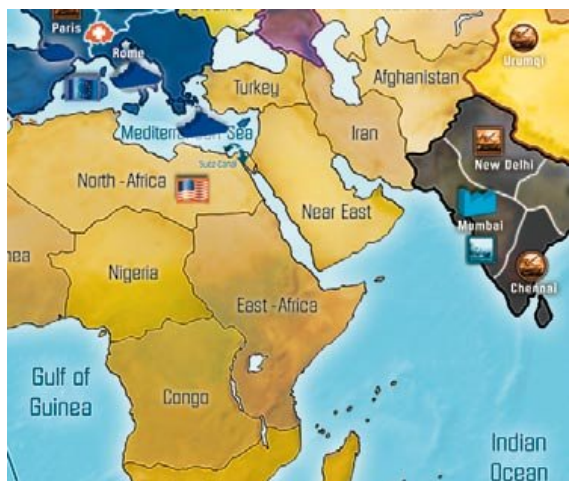 Paris
Rome
Urumqi
Turkey
Afghanistan
Mediterranean Sea
Iran
Suez-Canal
New Delhi
North-Africa
Near East
Mumbai
Nigeria
Chennai
East-Africa
Gulf of
Guinea
Congo
Indian
Ocean